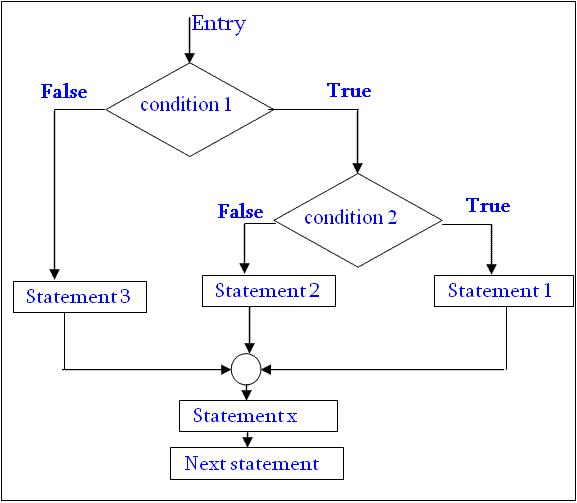 Entry
False
True
condition 1
False
True
condition 2
Statement 3
Statement 2
Statement 1
Statement x
Next statement